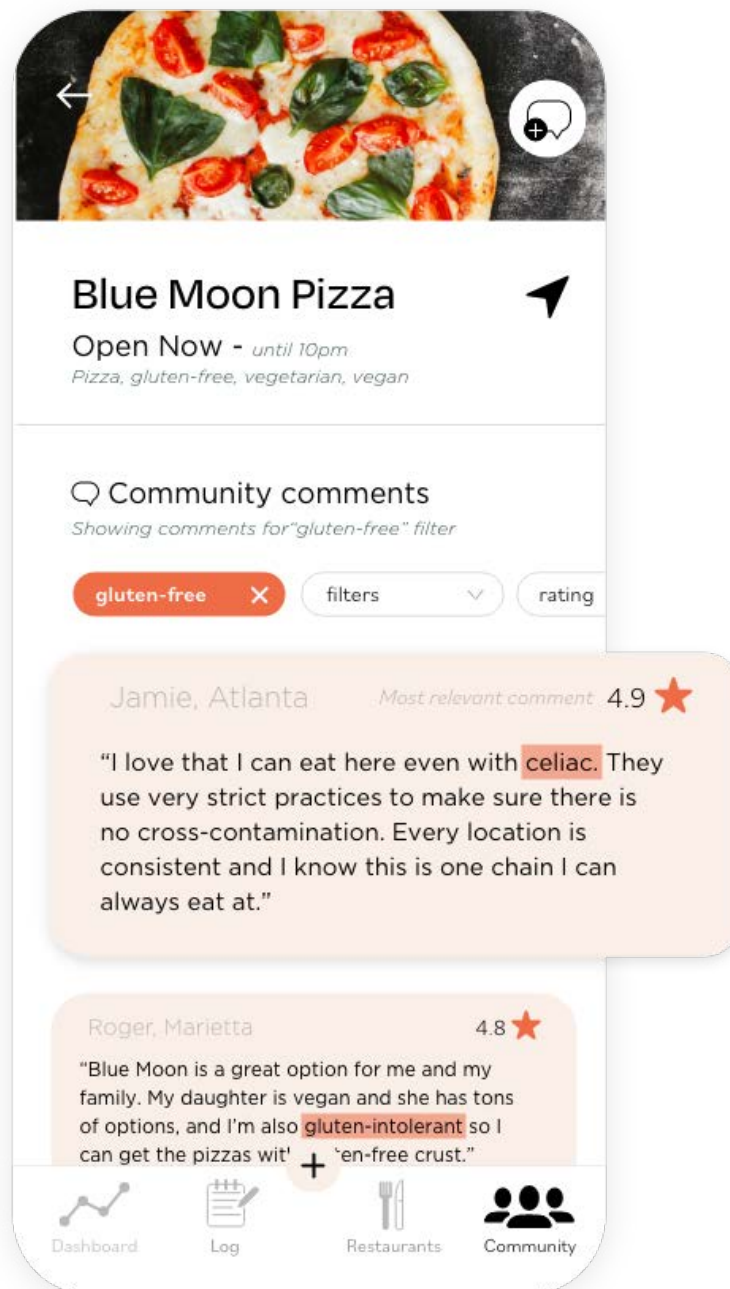 Blue Moon Pizza
Open Now - until 10pm
Pizza, gluten-free, vegetarian, vegan
Community comments
Showing comments for“gluten-free” filter
gluten-free
filters
rating
Jamie, Atlanta
Most relevant comment
4.9
“I love that I can eat here even with celiac. They
use very strict practices to make sure there is
no cross-contamination. Every location is
consistent and I know this is one chain I can
always eat at.”
Roger, Marietta
4.8
“Blue Moon is a great option for me and my
family. My daughter is vegan and she has tons
of options, and I’m also gluten-intolerant so I
can get the pizzas crust.”
Dashboard
Log
Restaurants
Community